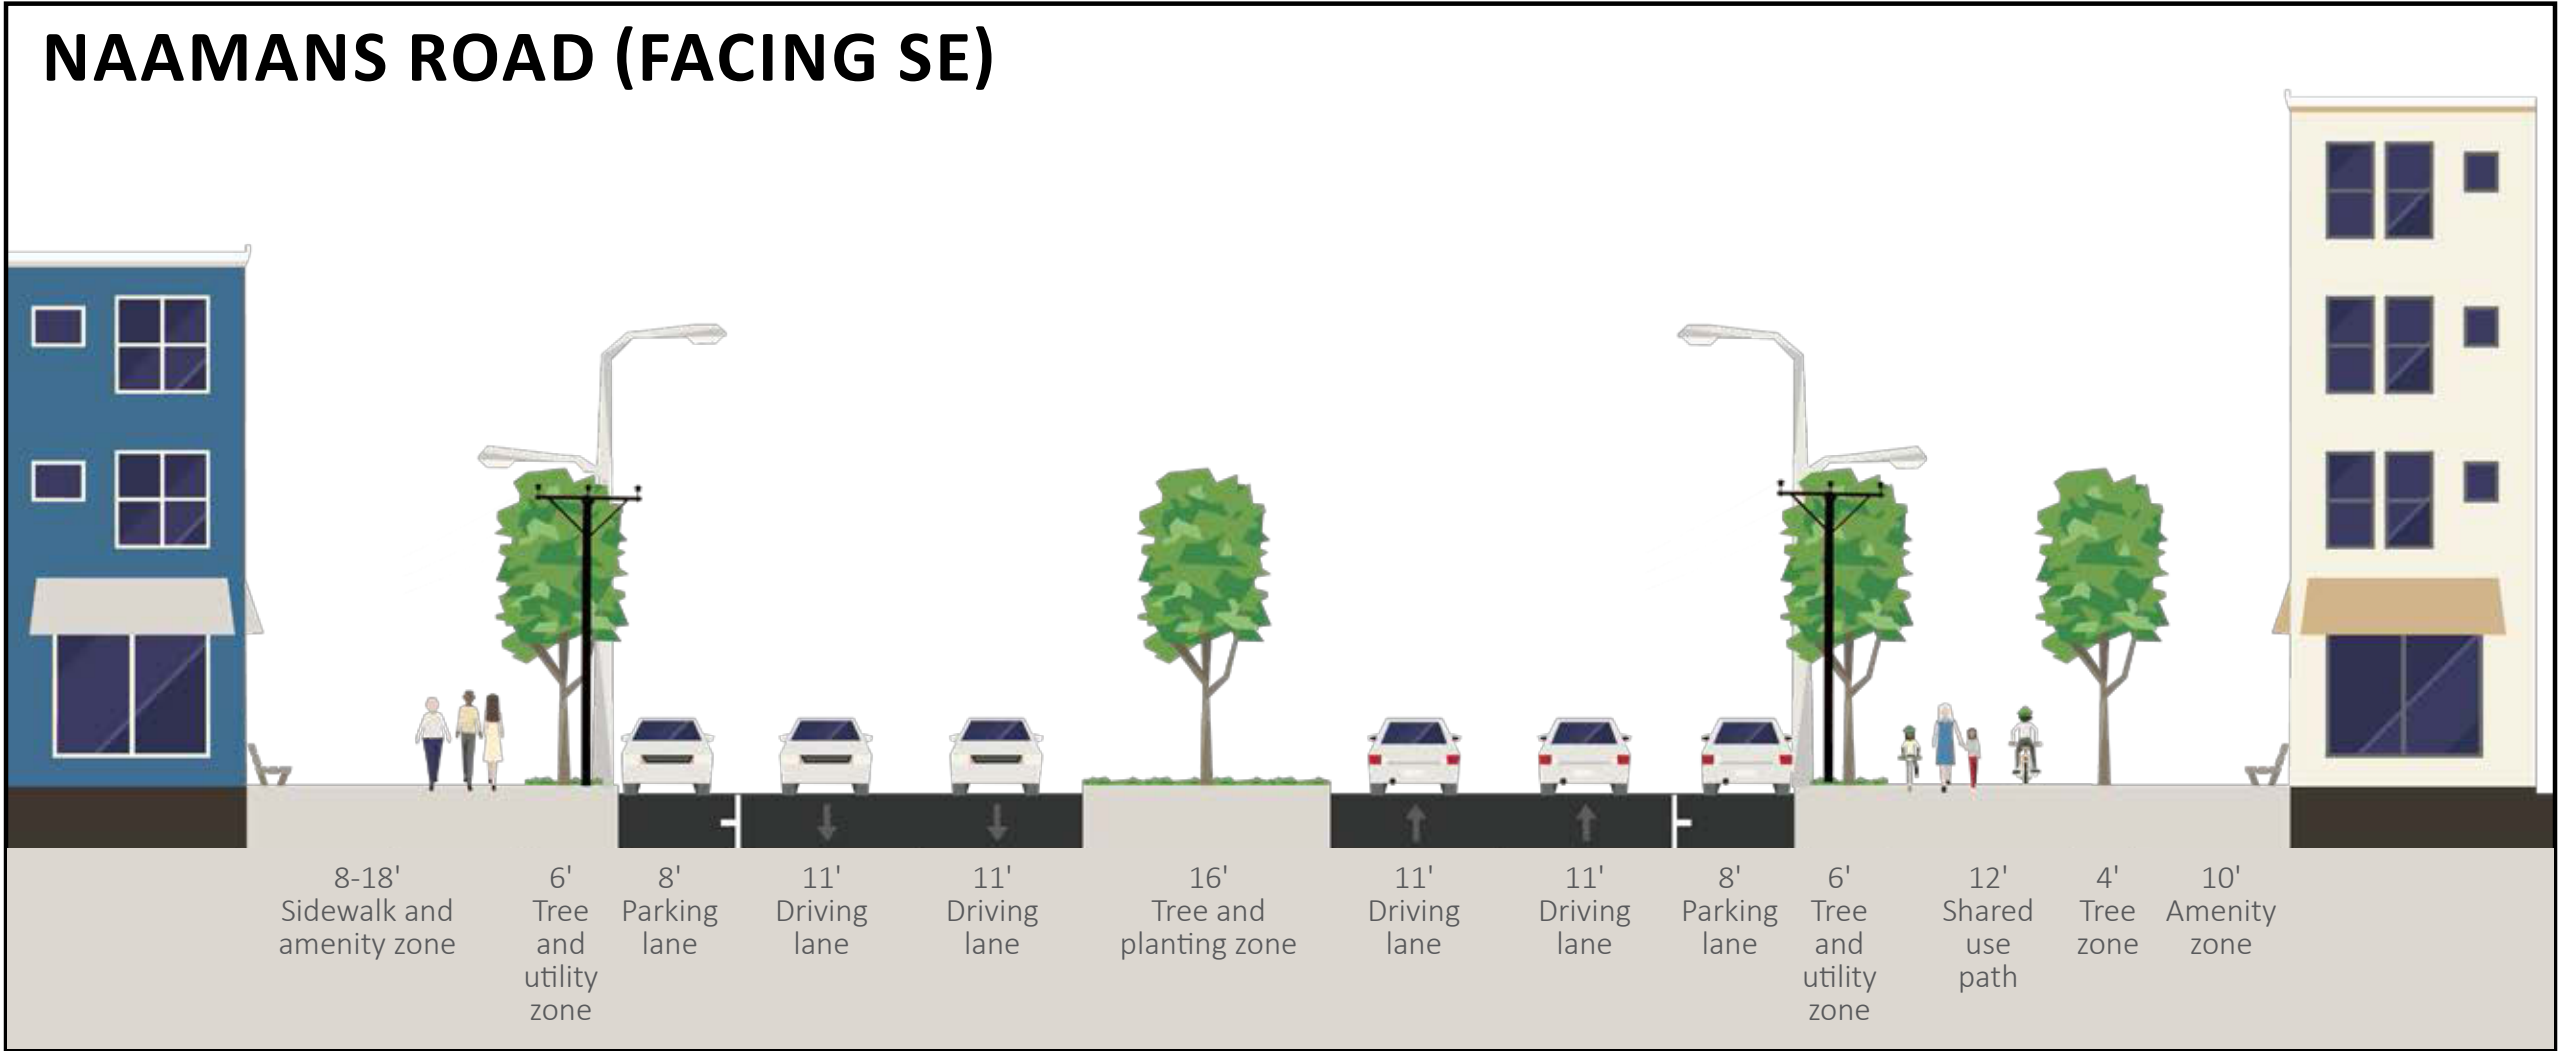 NAAMANS ROAD (FACING SE)
8-18'
Sidewalk and
amenity zone
6'
Tree
and
utility
zone
8'
Parking
lane
11'
Driving
lane
11'
Driving
lane
16'
Tree and
planting zone
11'
Driving
lane
11'
Driving
lane
8'
Parking
lane
6'
Tree
and
utility
zone
12'
Shared
use
path
4'
Tree
zone
10'
Amenity
zone